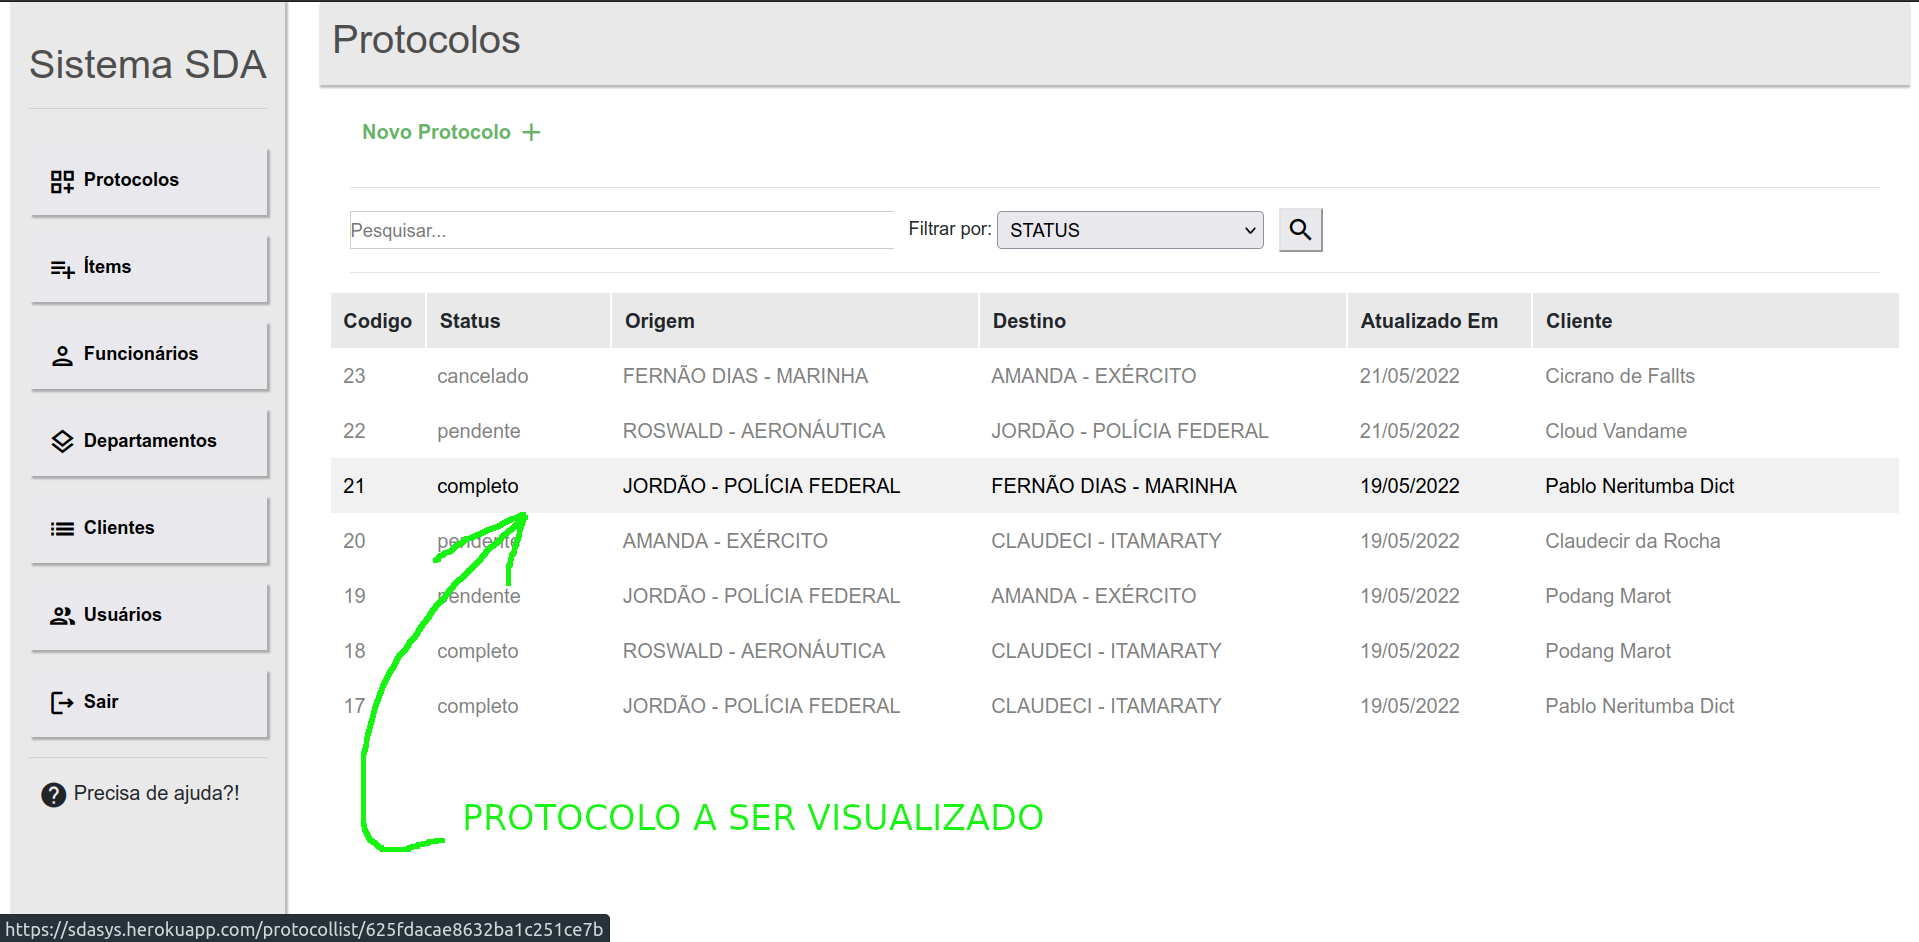 Sistema SDA
Protocolos
Ítems
Funcionários
Departamentos
Clientes
Usuários
Sair
Precisa de ajuda?!
Protocolos
Novo Protocolo +
Pesquisar... Filtrar por: STATUS
Codigo Status Origem Destino Atualizado Em Cliente
23 cancelado FERNÃO DIAS - MARINHA AMANDA - EXÉRCITO 21/05/2022 Cicrano de Fallts
22 pendente ROSWALD - AERONÁUTICA JORDÃO - POLÍCIA FEDERAL 21/05/2022 Cloud Vandame
21 completo JORDÃO - POLÍCIA FEDERAL FERNÃO DIAS - MARINHA 19/05/2022 Pablo Neritumba Dict
20 pendente AMANDA - EXÉRCITO CLAUDECI - ITAMARATY 19/05/2022 Claudecir da Rocha
19 pendente JORDÃO - POLÍCIA FEDERAL AMANDA - EXÉRCITO 19/05/2022 Podang Marot
18 completo ROSWALD - AERONÁUTICA CLAUDECI - ITAMARATY 19/05/2022 Podang Marot
17 completo JORDÃO - POLÍCIA FEDERAL CLAUDECI - ITAMARATY 19/05/2022 Pablo Neritumba Dict
PROTOCOLO A SER VISUALIZADO
https://sdasys.herokuapp.com/protocollist/625fdacae8632ba1c251ce7b